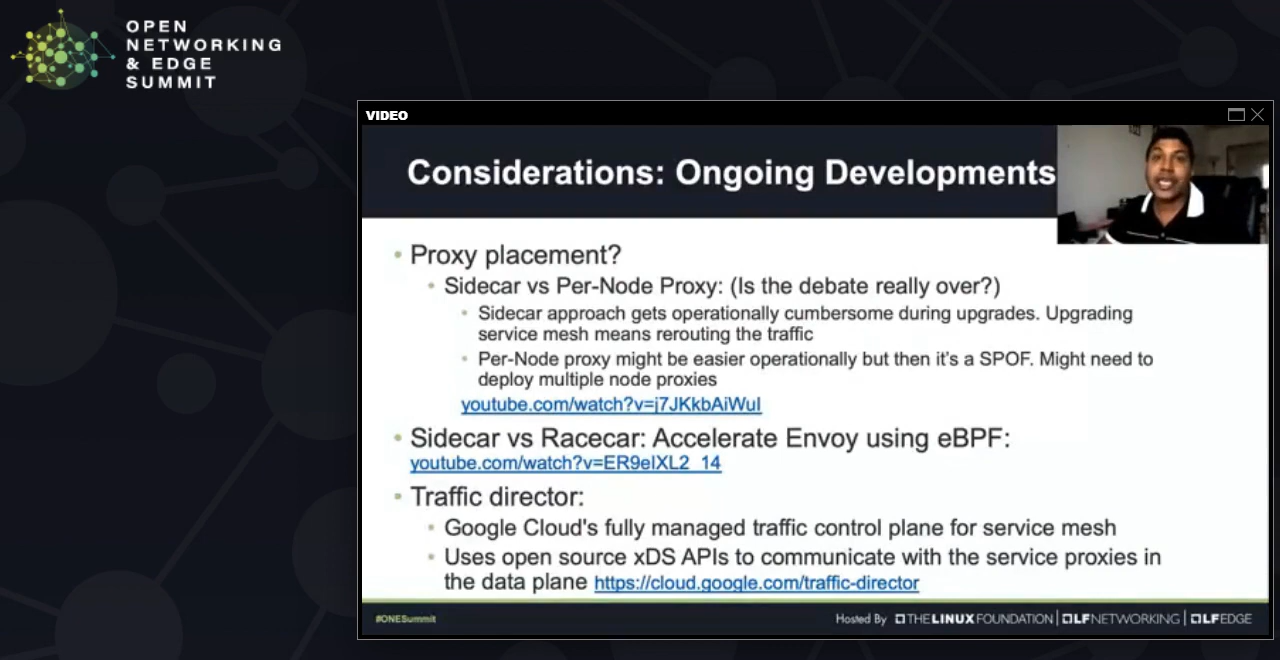 OPEN
NETWORKING
& EDGE
SUMMIT
VIDEO
Considerations: Ongoing Developments
• Proxy placement?
• Sidecar vs Per-Node Proxy: (Is the debate really over?)
• Sidecar approach gets operationally cumbersome during upgrades. Upgrading
service mesh means rerouting the traffic
• Per-Node proxy might be easier operationally but then it's a SPOF. Might need to
deploy multiple node proxies
youtube.com/watch?v=j7JKkbAiWuI
• Sidecar vs Racecar: Accelerate Envoy using eBPF:
youtube.com/watch?v=ER9eIXL2_14
• Traffic director:
• Google Cloud's fully managed traffic control plane for service mesh
• Uses open source xDS APIs to communicate with the service proxies in
the data plane https://cloud.google.com/traffic-director
#ONESummit
Hosted By THE LINUX FOUNDATION | LF NETWORKING | LF EDGE